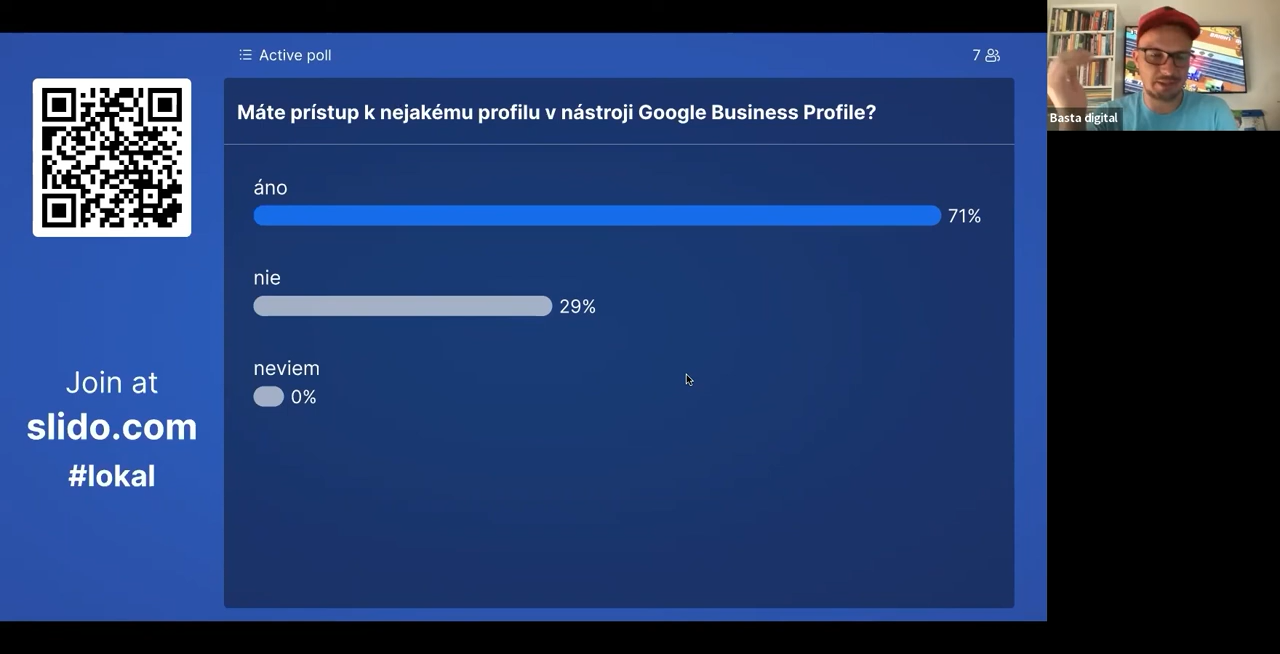 Active poll
7
Máte prístup k nejakému profilu v nástroji Google Business Profile?
áno
71%
nie
29%
neviem
0%
Join at
slido.com
#lokal
Basta digital